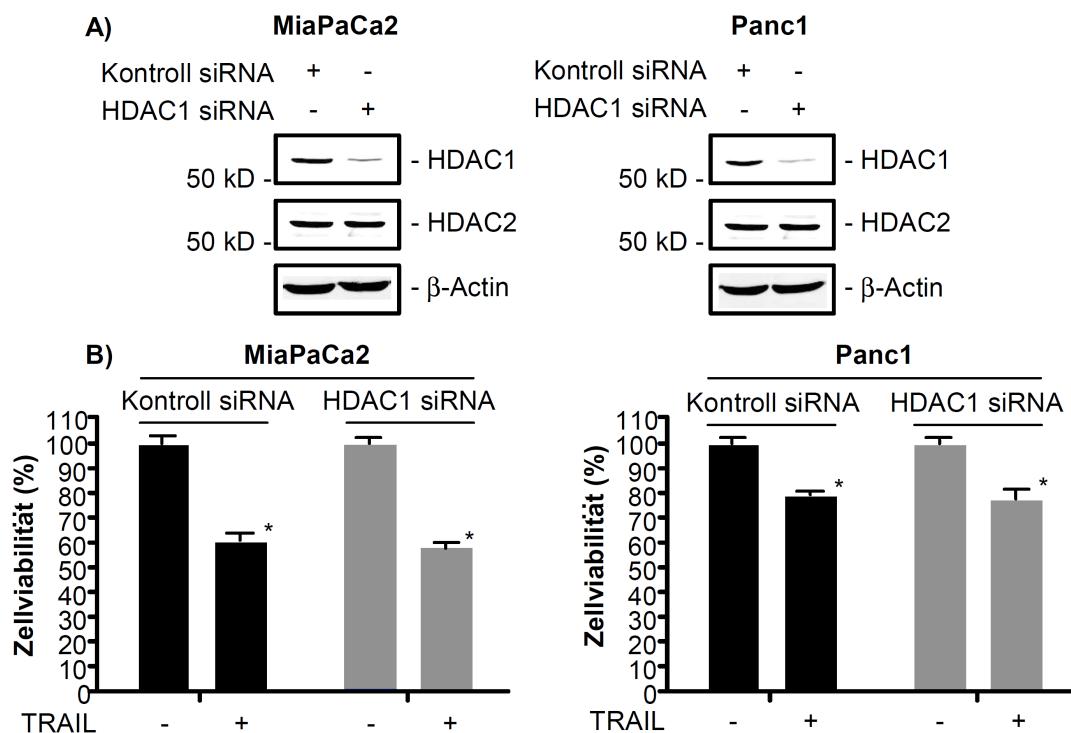 A)
MiaPaCa2
Kontroll siRNA + -
HDAC1 siRNA - +
- HDAC1
50 kD -
- HDAC2
50 kD -
- β-Actin
Panc1
Kontroll siRNA + -
HDAC1 siRNA - +
- HDAC1
50 kD -
- HDAC2
50 kD -
- β-Actin
B)
MiaPaCa2
Kontroll siRNA HDAC1 siRNA
Zellviabilität (%)
110
100
90
80
70
60
50
40
30
20
10
0
* *
TRAIL - + - +
Panc1
Kontroll siRNA HDAC1 siRNA
Zellviabilität (%)
110
100
90
80
70
60
50
40
30
20
10
0
* *
TRAIL - + - +